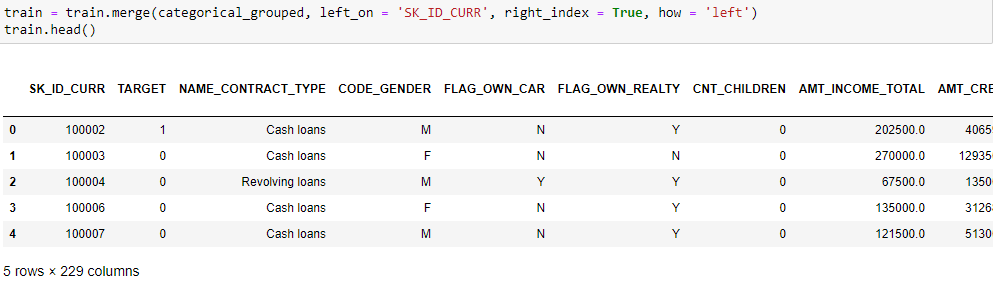 train = train.merge(categorical_grouped, left_on = 'SK_ID_CURR', right_index = True, how = 'left')
train.head()
SK_ID_CURR TARGET NAME_CONTRACT_TYPE CODE_GENDER FLAG_OWN_CAR FLAG_OWN_REALTY CNT_CHILDREN AMT_INCOME_TOTAL AMT_CRE
0 100002 1 Cash loans M N Y 0 202500.0 4065
1 100003 0 Cash loans F N N 0 270000.0 129350
2 100004 0 Revolving loans M Y Y 0 67500.0 1350
3 100006 0 Cash loans F N Y 0 135000.0 3126
4 100007 0 Cash loans M N Y 0 121500.0 5130
5 rows × 229 columns